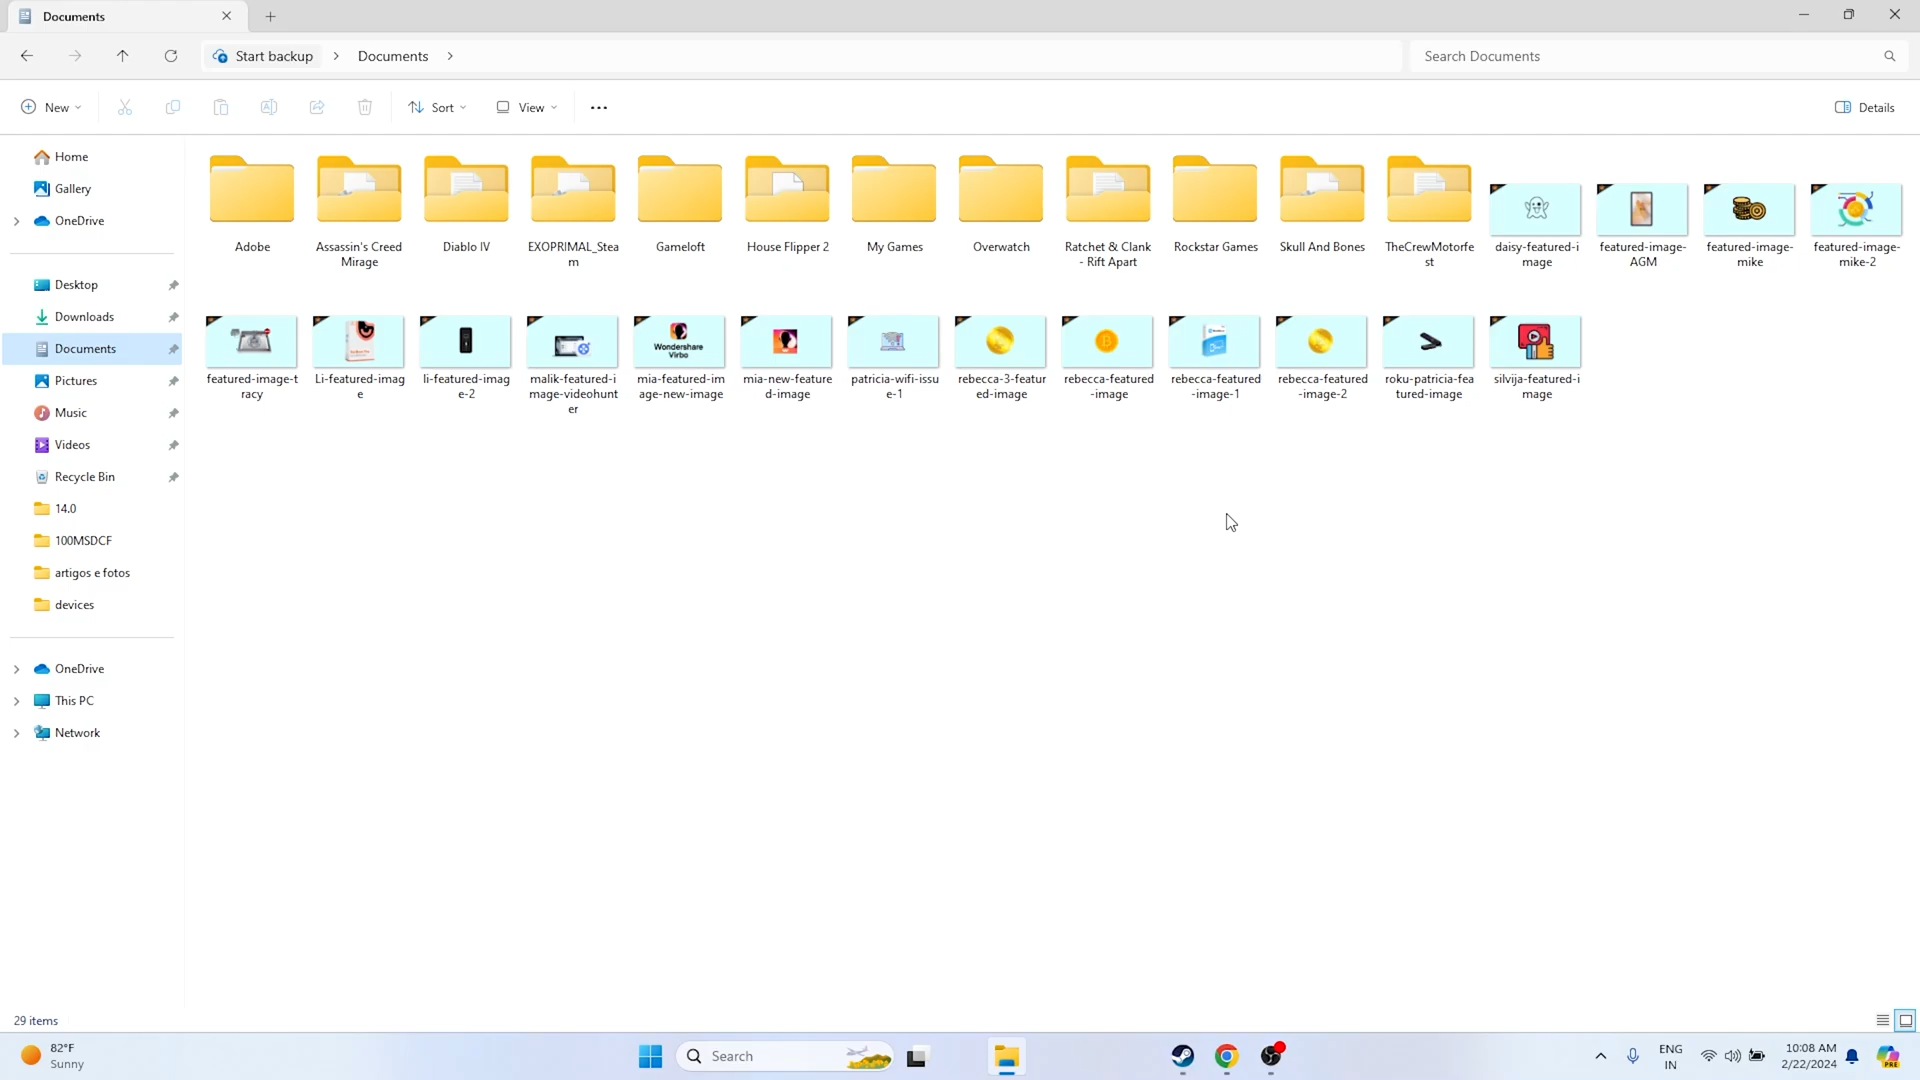 Documents
Start backup
Documents
Search Documents
New
Sort
View
Details
Home
Gallery
OneDrive
Desktop
Downloads
Documents
Pictures
Music
Videos
Recycle Bin
14.0
100MSDCF
artigos e fotos
devices
OneDrive
This PC
Network
Adobe
Assassin's Creed
Mirage
Diablo IV
EXOPRIMAL_Stea
m
Gameloft
House Flipper 2
My Games
Overwatch
Ratchet & Clank
- Rift Apart
Rockstar Games
Skull And Bones
TheCrewMotorfe
st
daisy-featured-i
mage
featured-image-
AGM
featured-image-
mike
featured-image-
mike-2
featured-image-t
racy
Li-featured-imag
e
li-featured-imag
e-2
malik-featured-i
mage-videohunt
er
Wondershare
Virbo
mia-featured-im
age-new-image
mia-new-feature
d-image
patricia-wifi-issu
e-1
rebecca-3-featur
ed-image
rebecca-featured
-image
rebecca-featured
-image-1
rebecca-featured
-image-2
roku-patricia-fea
tured-image
silvija-featured-i
mage
29 items
82°F
Sunny
Search
ENG
IN
10:08 AM
2/22/2024
PRE